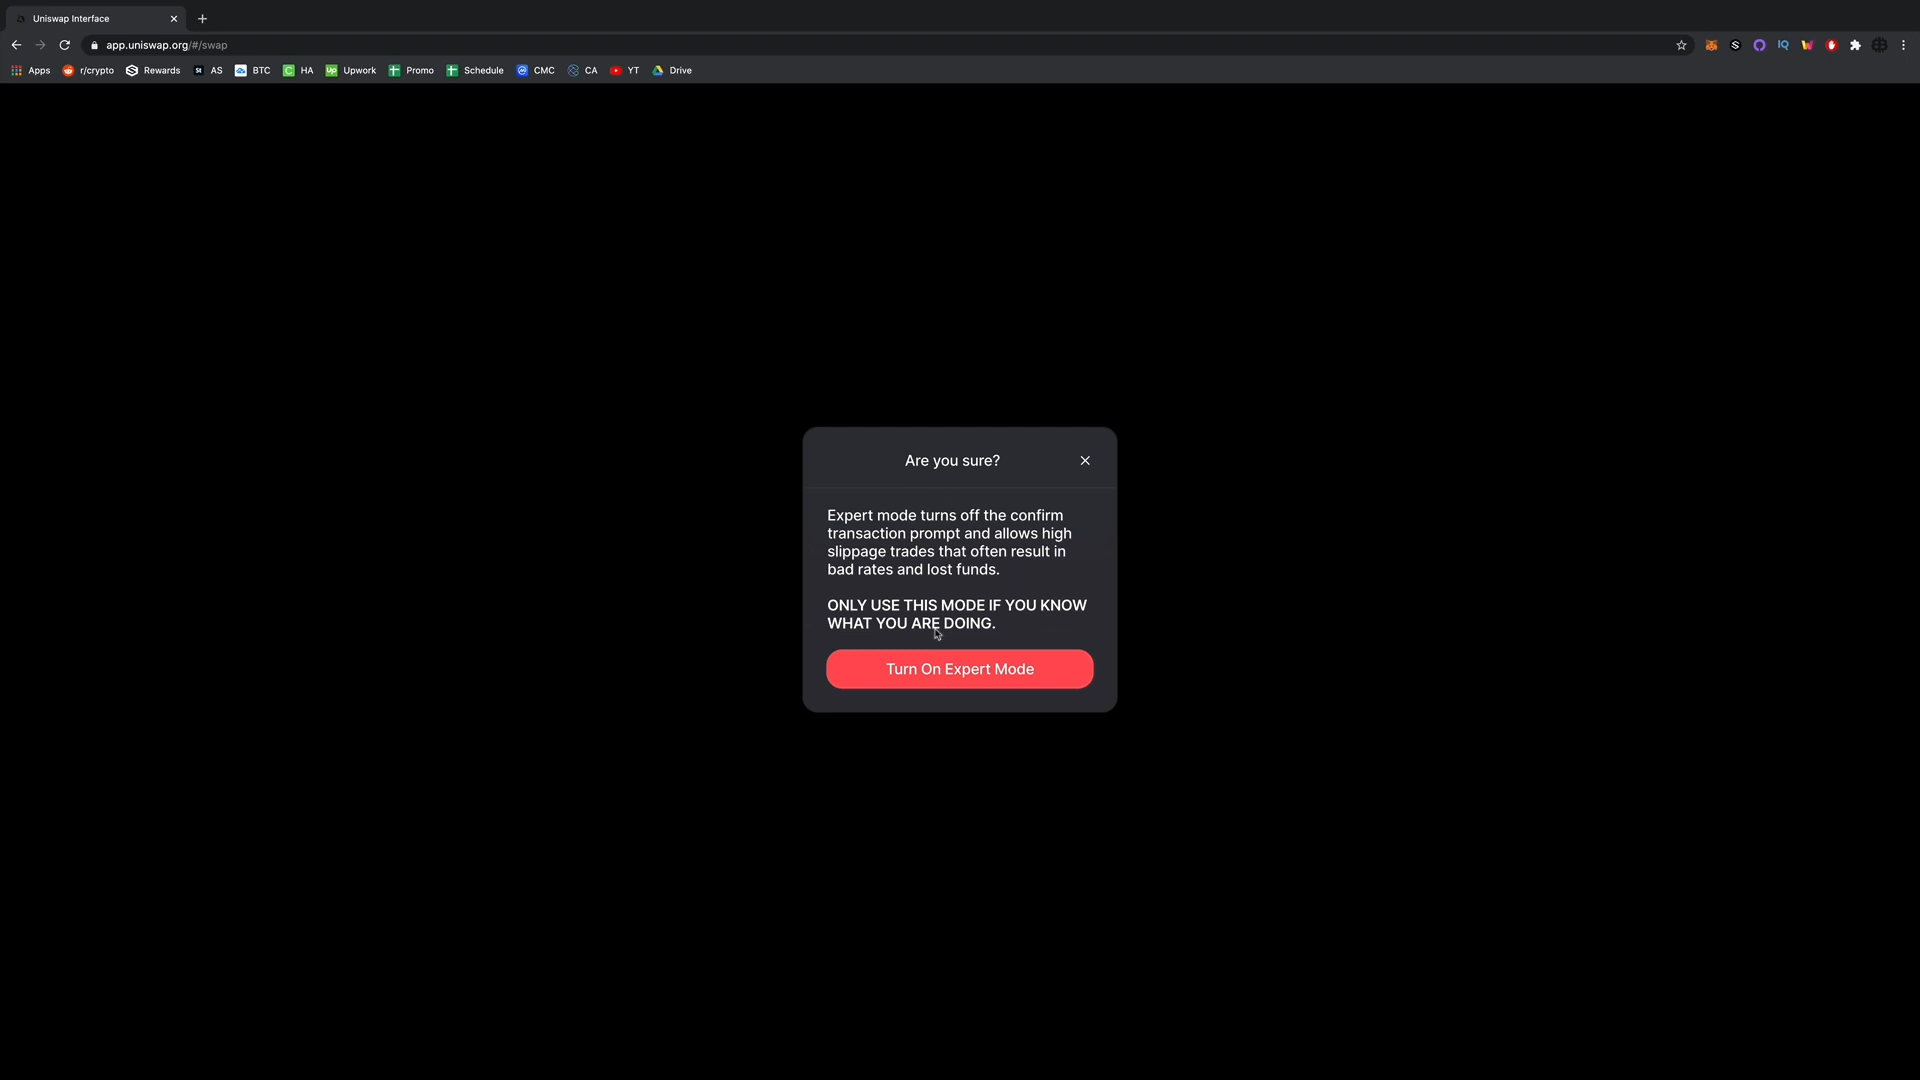 Uniswap Interface
app.uniswap.org/#/swap
Apps r/crypto Rewards AS BTC HA Upwork Promo Schedule CMC CA YT Drive
Are you sure?
Expert mode turns off the confirm
transaction prompt and allows high
slippage trades that often result in
bad rates and lost funds.
ONLY USE THIS MODE IF YOU KNOW
WHAT YOU ARE DOING.
Turn On Expert Mode